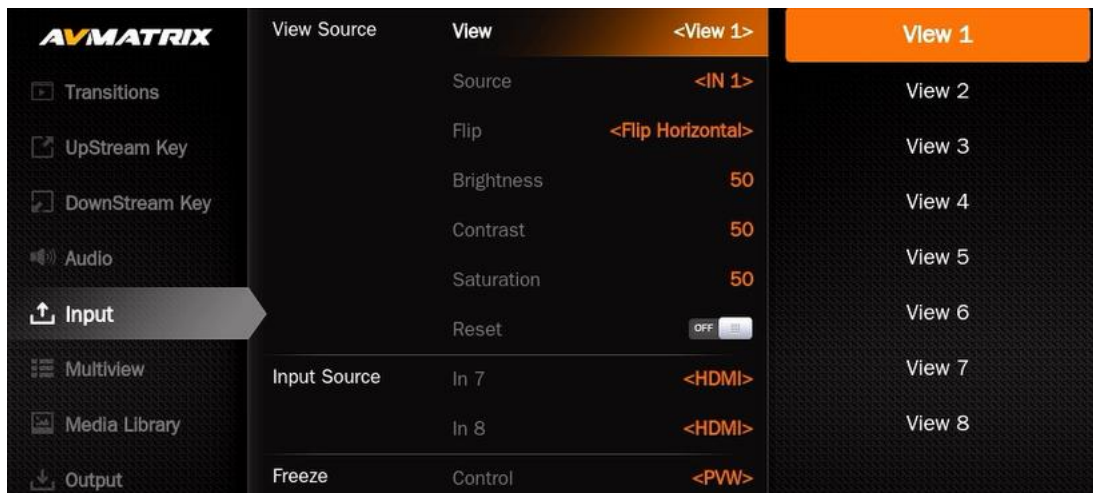 AVMATRIX
Transitions
UpStream Key
DownStream Key
Audio
Input
Multiview
Media Library
Output
View Source View <View 1>
Source <IN 1>
Flip <Flip Horizontal>
Brightness 50
Contrast 50
Saturation 50
Reset OFF
Input Source In 7 <HDMI>
In 8 <HDMI>
Freeze Control <PVW>
View 1
View 2
View 3
View 4
View 5
View 6
View 7
View 8